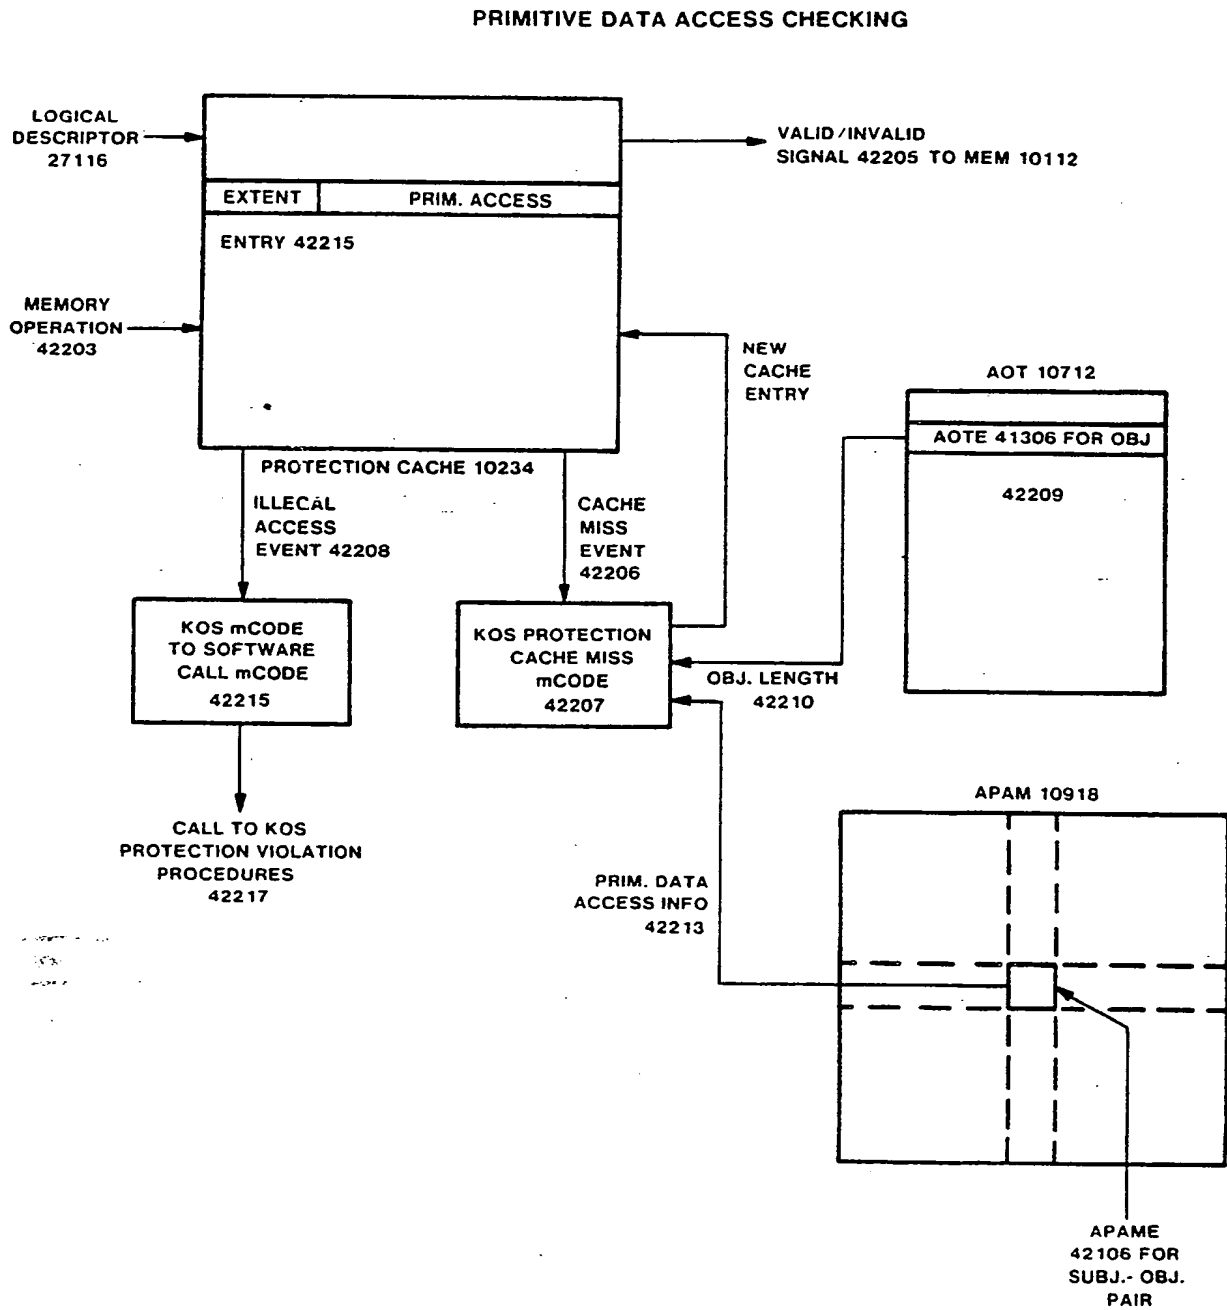 PRIMITIVE DATA ACCESS CHECKING
LOGICAL
DESCRIPTOR
27116
VALID/INVALID
SIGNAL 42205 TO MEM 10112
EXTENT
PRIM. ACCESS
ENTRY 42215
MEMORY
OPERATION
42203
NEW
CACHE
ENTRY
AOT 10712
AOTE 41306 FOR OBJ
42209
PROTECTION CACHE 10234
ILLECAL
ACCESS
EVENT 42208
CACHE
MISS
EVENT
42206
KOS mCODE
TO SOFTWARE
CALL mCODE
42215
KOS PROTECTION
CACHE MISS
mCODE
42207
OBJ. LENGTH
42210
CALL TO KOS
PROTECTION VIOLATION
PROCEDURES
42217
APAM 10918
PRIM. DATA
ACCESS INFO
42213
APAME
42106 FOR
SUBJ.- OBJ.
PAIR